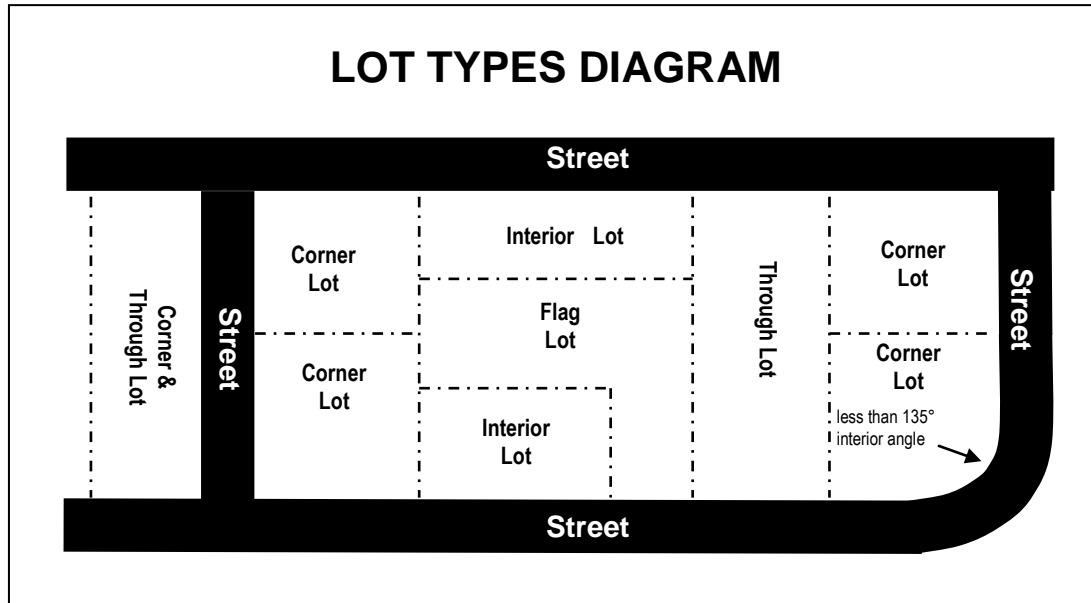 LOT TYPES DIAGRAM
Street
Corner &
Through Lot
Street
Corner
Lot
Corner
Lot
Interior Lot
Flag
Lot
Interior
Lot
Through Lot
Corner
Lot
Corner
Lot
less than 135°
interior angle
Street
Street